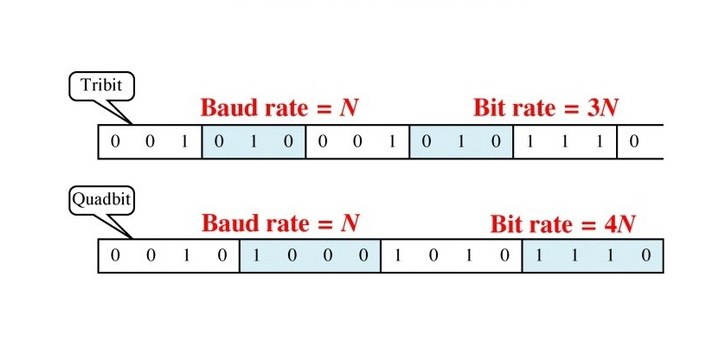 Tribit
Baud rate = N Bit rate = 3N
0 0 1 0 1 0 0 0 1 0 1 0 1 1 1 0
Quadbit
Baud rate = N Bit rate = 4N
0 0 1 0 1 0 0 0 1 0 1 0 1 1 1 0